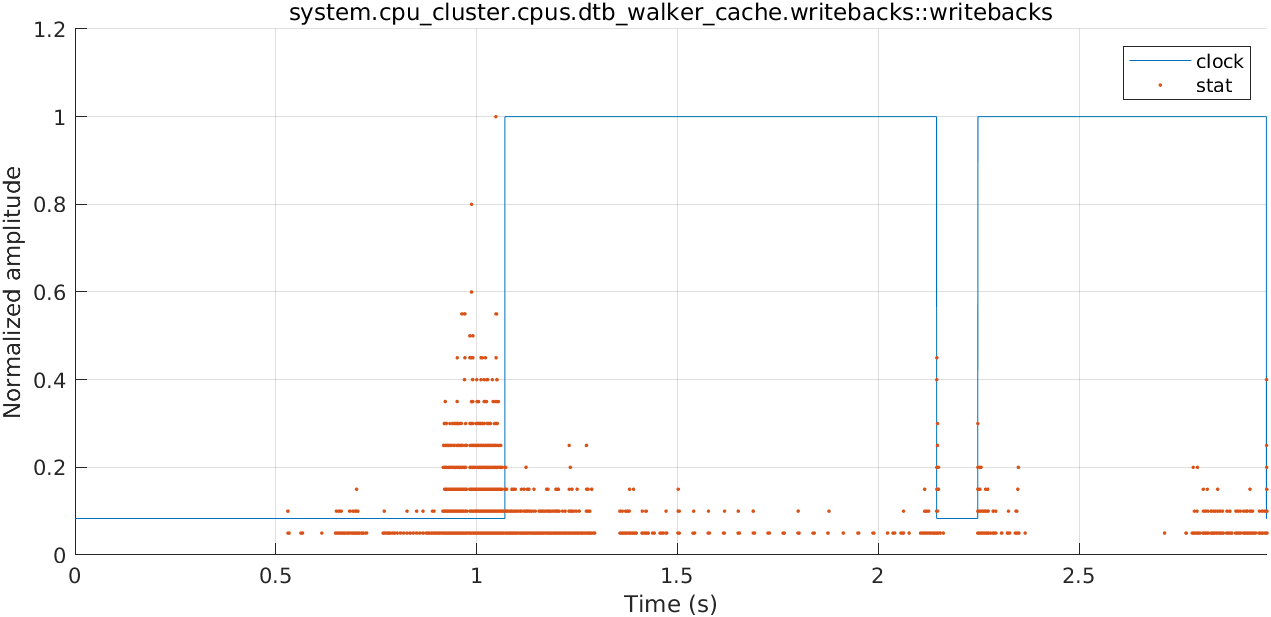 system.cpu_cluster.cpus.dtb_walker_cache.writebacks::writebacks
1.2
clock
stat
1
0.8
Normalized amplitude
0.6
0.4
0.2
0
0 0.5 1 1.5 2 2.5
Time (s)